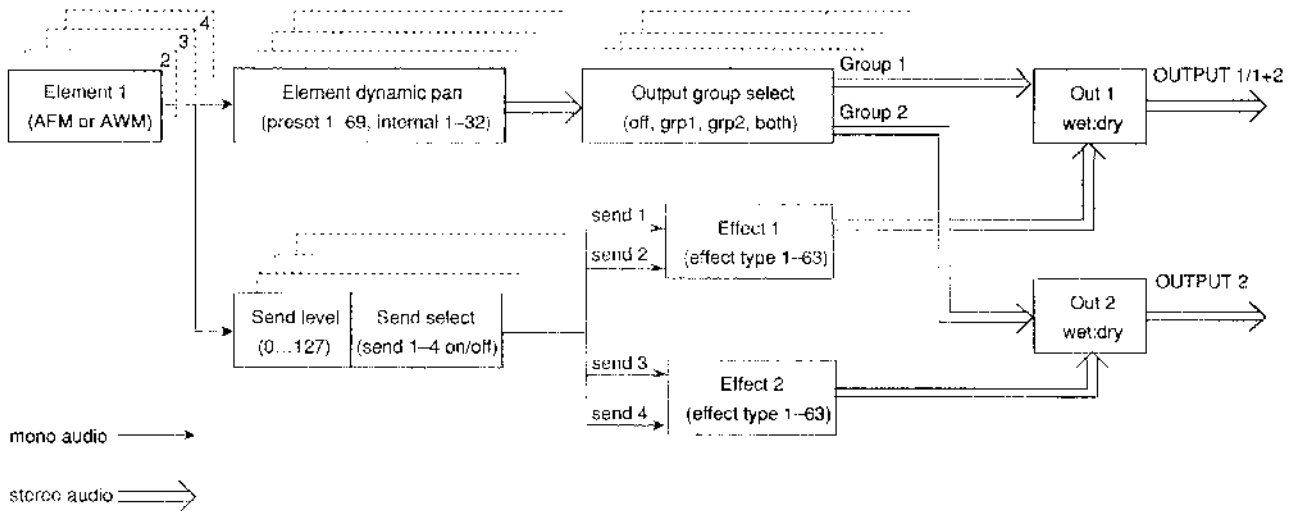 4
3
2
Element 1
(AFM or AWM)
Element dynamic pan
(preset 1–69, internal 1–32)
Output group select
(off, grp1, grp2, both)
Group 1
Group 2
Out 1
wet:dry
OUTPUT 1/1+2
send 1
send 2
Effect 1
(effect type 1–63)
Send level
(0...127)
Send select
(send 1–4 on/off)
OUTPUT 2
Out 2
wet:dry
send 3
send 4
Effect 2
(effect type 1–63)
mono audio
stereo audio